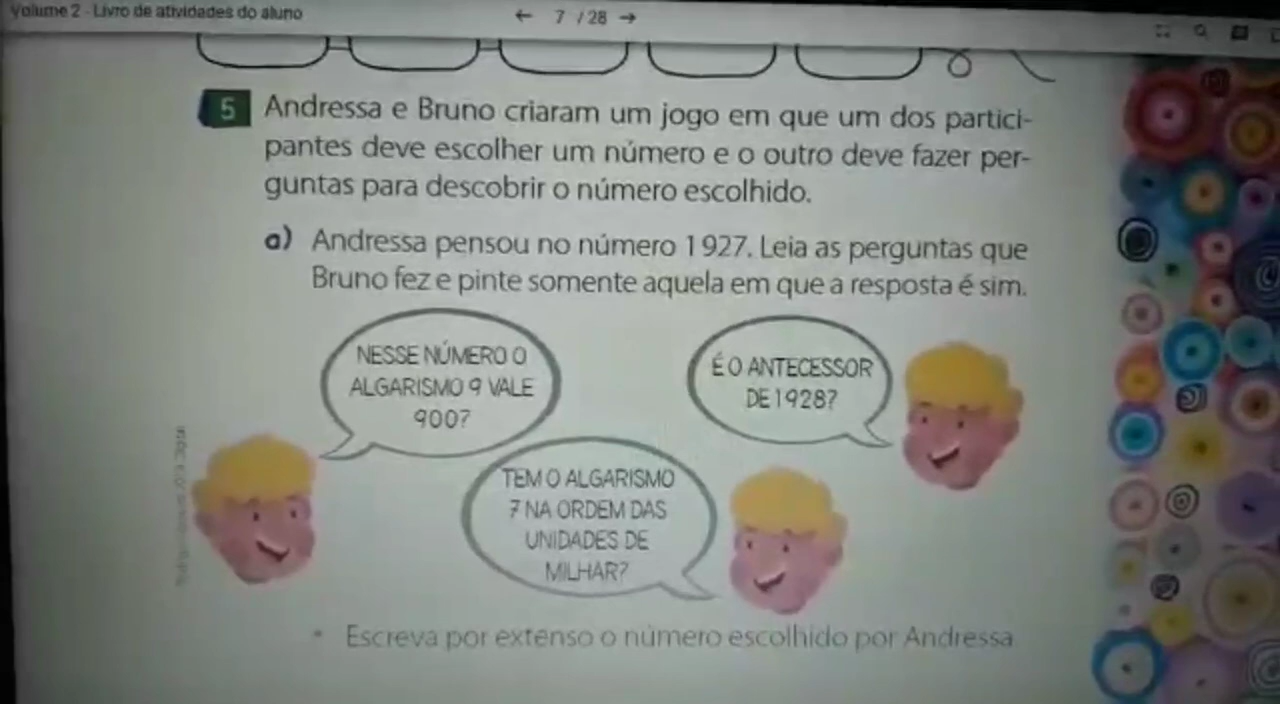 Volume 2 - Livro de atividades do aluno
← 7 / 28 →
5 Andressa e Bruno criaram um jogo em que um dos partici-
pantes deve escolher um número e o outro deve fazer per-
guntas para descobrir o número escolhido.
a) Andressa pensou no número 1 927. Leia as perguntas que
Bruno fez e pinte somente aquela em que a resposta é sim.
NESSE NÚMERO O
ALGARISMO 9 VALE
900?
É O ANTECESSOR
DE 1928?
TEM O ALGARISMO
7 NA ORDEM DAS
UNIDADES DE
MILHAR?
• Escreva por extenso o número escolhido por Andressa